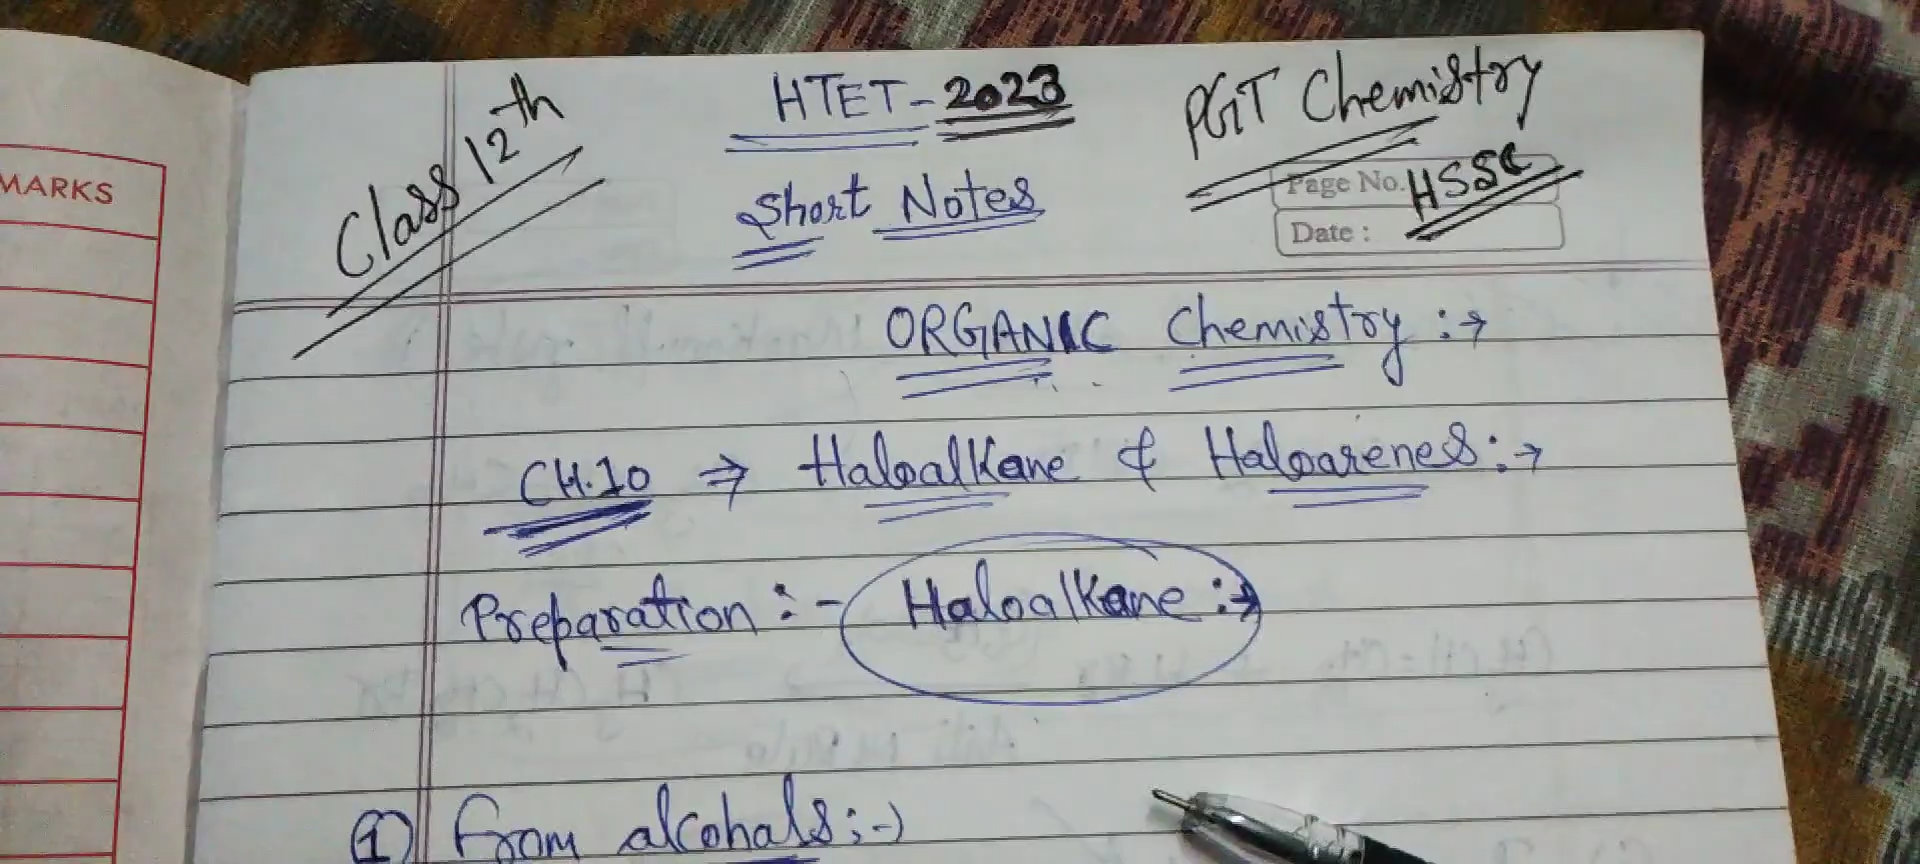 MARKS
Class 12th
HTET-2023
Short Notes
PGT Chemistry
Page No. HSSC
Date :
ORGANIC Chemistry :→
CH.10 ⇒ Haloalkane & Haloarenes :→
Preparation :- Haloalkane :→
(1) from alcohals :-)